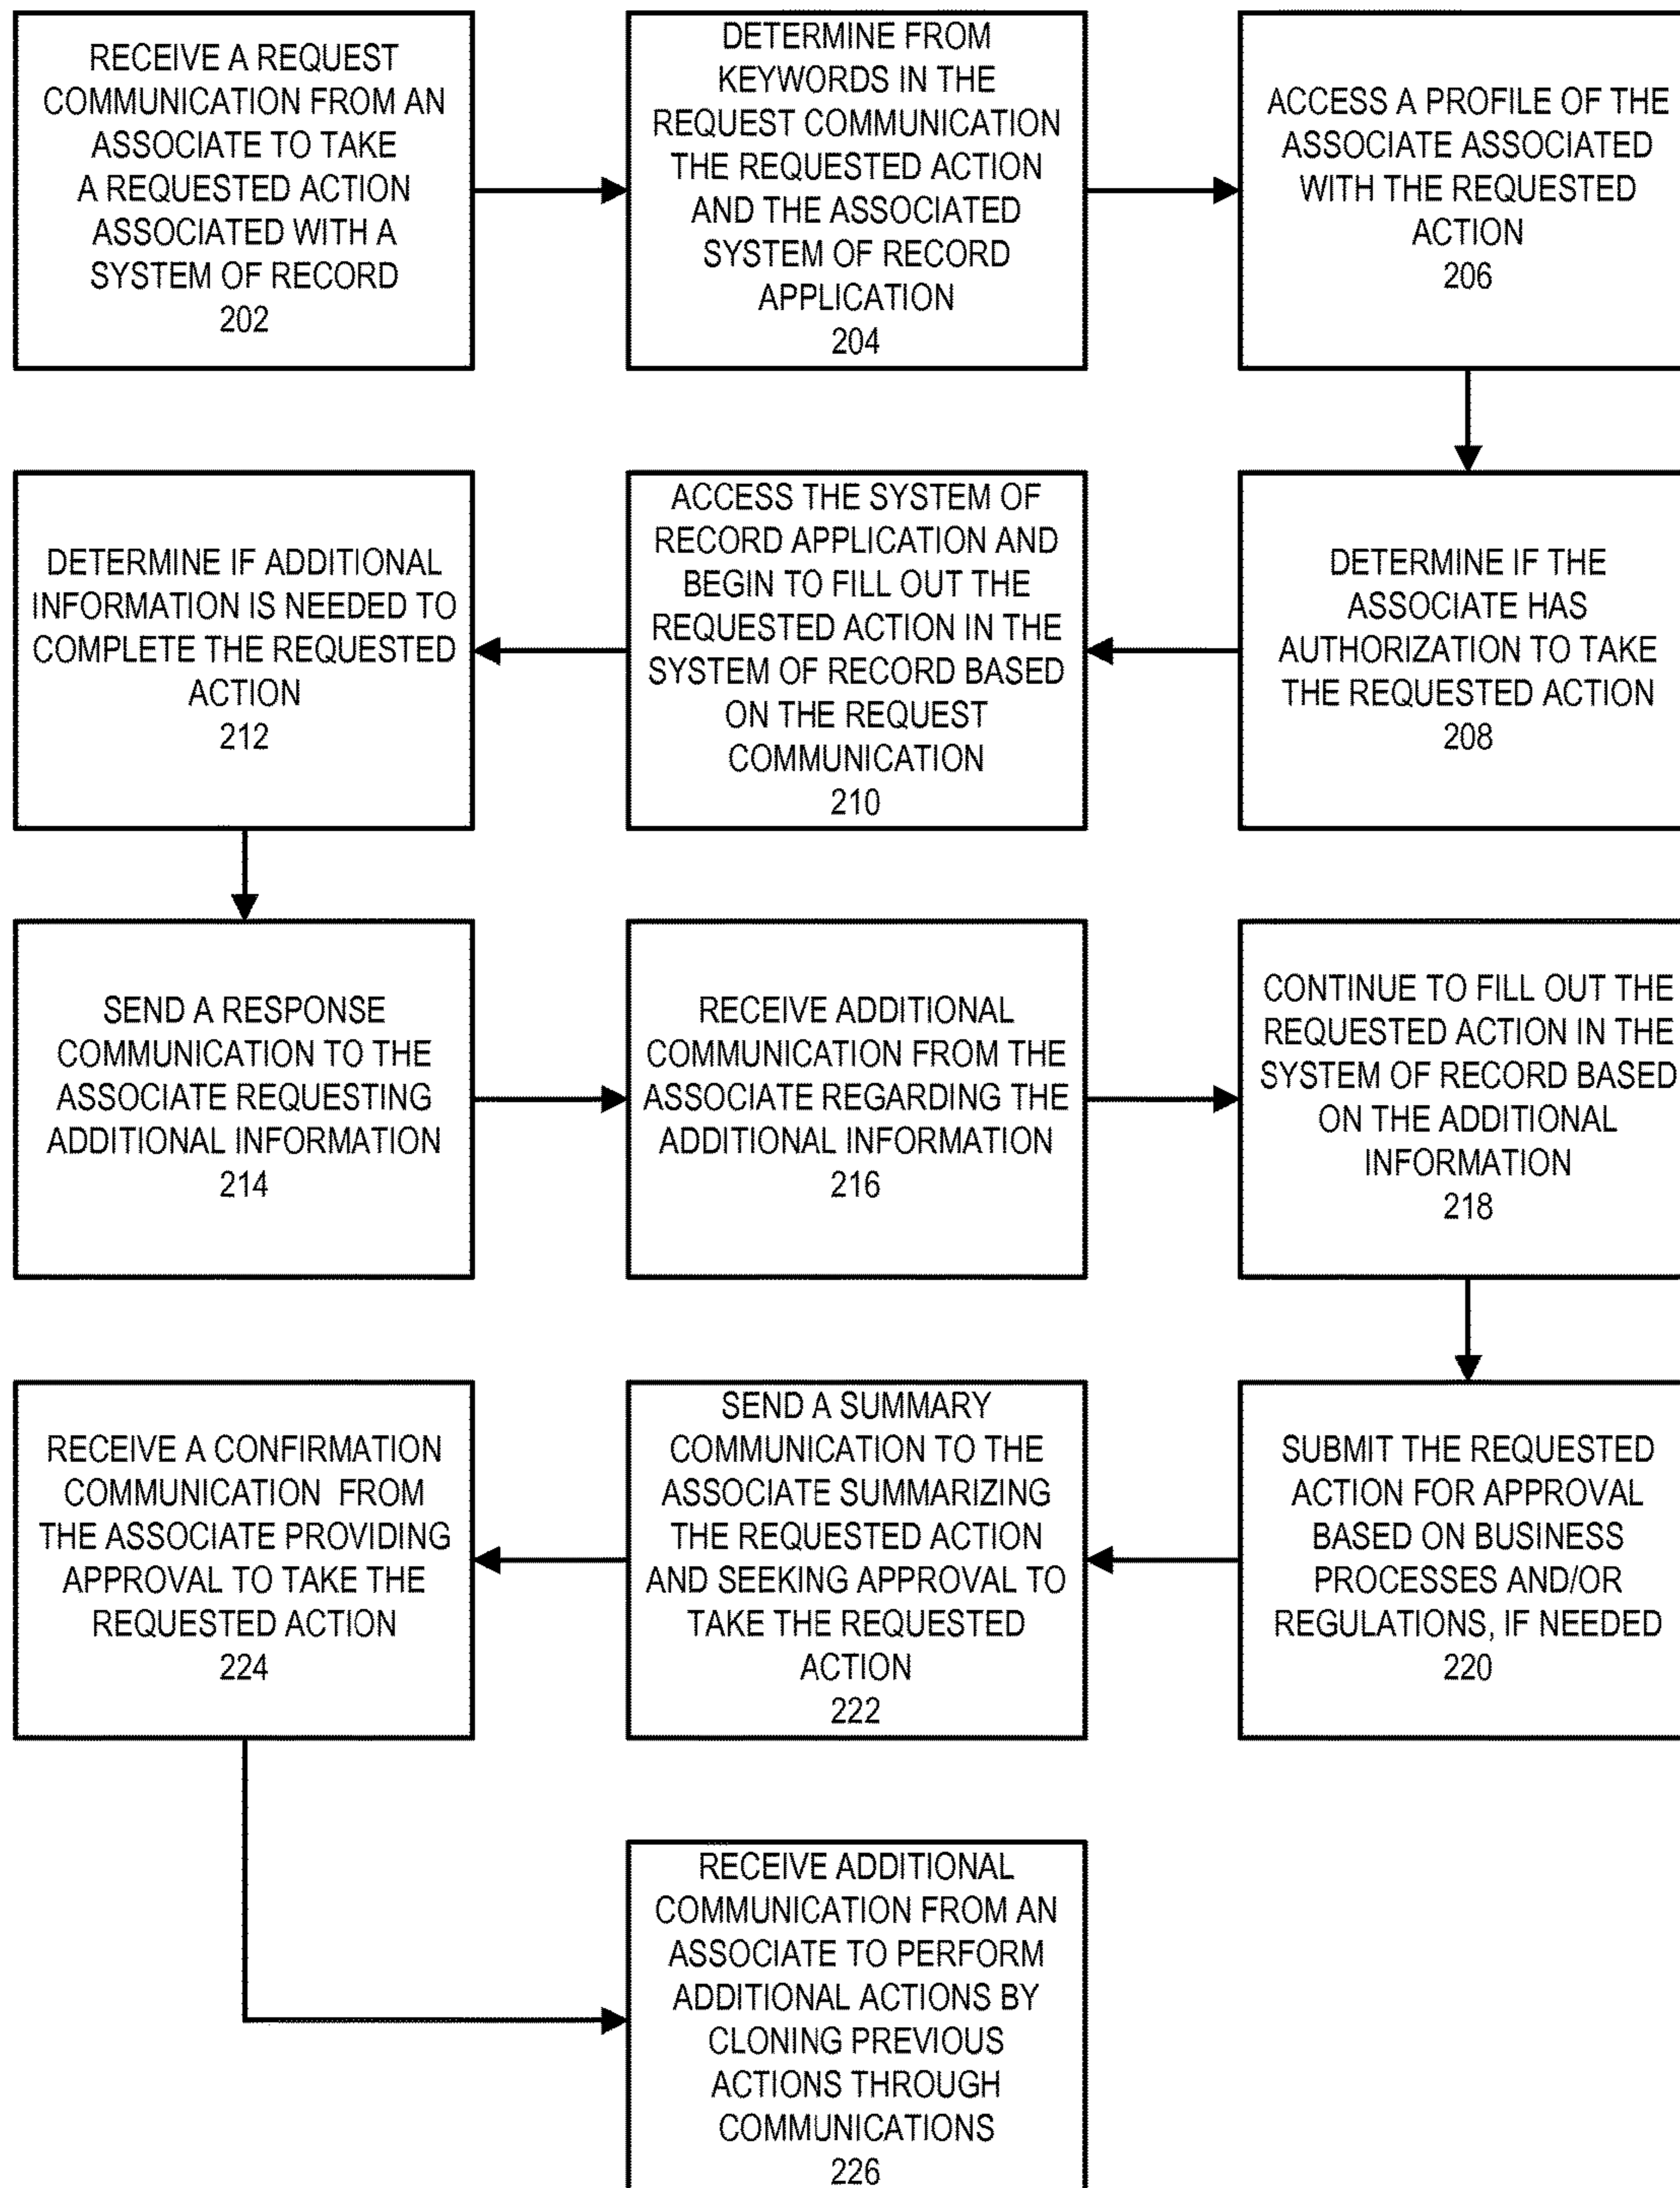 RECEIVE A REQUEST
COMMUNICATION FROM AN
ASSOCIATE TO TAKE
A REQUESTED ACTION
ASSOCIATED WITH A
SYSTEM OF RECORD
202
DETERMINE FROM
KEYWORDS IN THE
REQUEST COMMUNICATION
THE REQUESTED ACTION
AND THE ASSOCIATED
SYSTEM OF RECORD
APPLICATION
204
ACCESS A PROFILE OF THE
ASSOCIATE ASSOCIATED
WITH THE REQUESTED
ACTION
206
DETERMINE IF THE
ASSOCIATE HAS
AUTHORIZATION TO TAKE
THE REQUESTED ACTION
208
ACCESS THE SYSTEM OF
RECORD APPLICATION AND
BEGIN TO FILL OUT THE
REQUESTED ACTION IN THE
SYSTEM OF RECORD BASED
ON THE REQUEST
COMMUNICATION
210
DETERMINE IF ADDITIONAL
INFORMATION IS NEEDED TO
COMPLETE THE REQUESTED
ACTION
212
SEND A RESPONSE
COMMUNICATION TO THE
ASSOCIATE REQUESTING
ADDITIONAL INFORMATION
214
RECEIVE ADDITIONAL
COMMUNICATION FROM THE
ASSOCIATE REGARDING THE
ADDITIONAL INFORMATION
216
CONTINUE TO FILL OUT THE
REQUESTED ACTION IN THE
SYSTEM OF RECORD BASED
ON THE ADDITIONAL
INFORMATION
218
SUBMIT THE REQUESTED
ACTION FOR APPROVAL
BASED ON BUSINESS
PROCESSES AND/OR
REGULATIONS, IF NEEDED
220
SEND A SUMMARY
COMMUNICATION TO THE
ASSOCIATE SUMMARIZING
THE REQUESTED ACTION
AND SEEKING APPROVAL TO
TAKE THE REQUESTED
ACTION
222
RECEIVE A CONFIRMATION
COMMUNICATION FROM
THE ASSOCIATE PROVIDING
APPROVAL TO TAKE THE
REQUESTED ACTION
224
RECEIVE ADDITIONAL
COMMUNICATION FROM AN
ASSOCIATE TO PERFORM
ADDITIONAL ACTIONS BY
CLONING PREVIOUS
ACTIONS THROUGH
COMMUNICATIONS
226